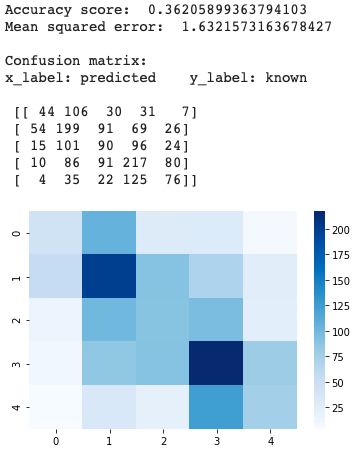 Accuracy score:  0.36205899363794103
Mean squared error:  1.6321573163678427
Confusion matrix:
x_label: predicted    y_label: known
[[ 44 106  30  31   7]
[ 54 199  91  69  26]
[ 15 101  90  96  24]
[ 10  86  91 217  80]
[  4  35  22 125  76]]
0
1
2
3
4
0 1 2 3 4
200
175
150
125
100
75
50
25